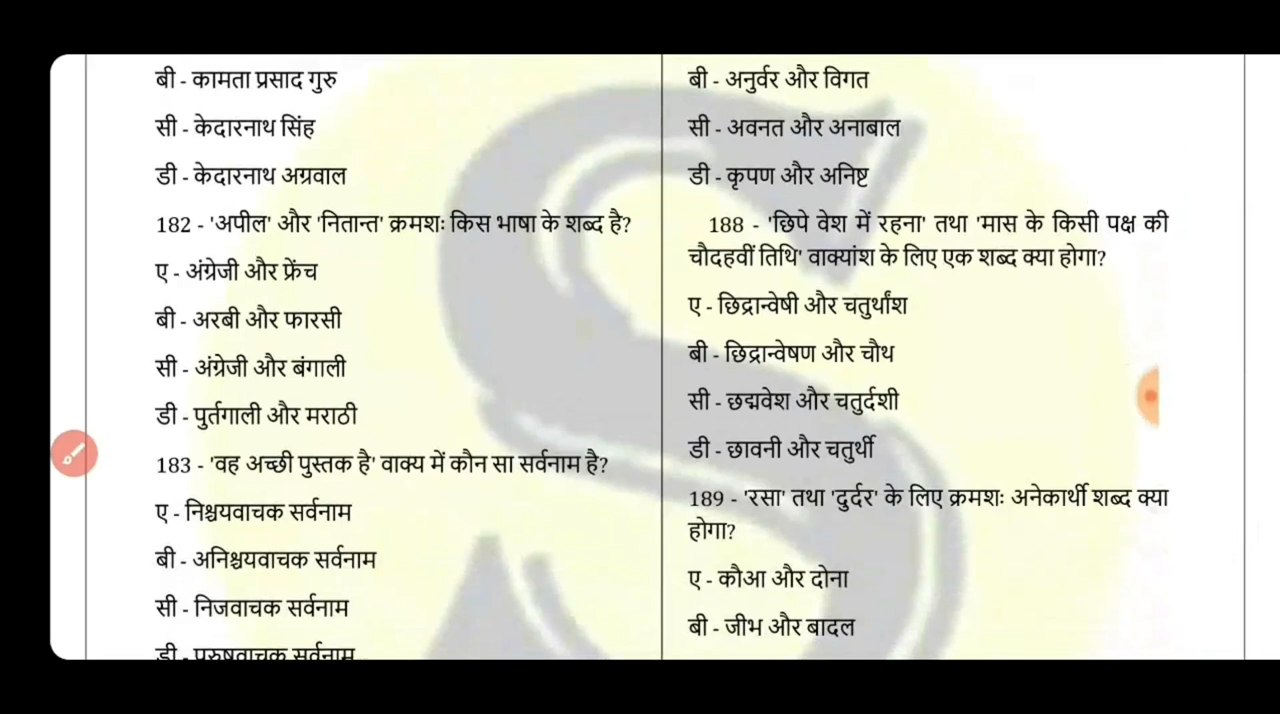 बी - कामता प्रसाद गुरु
सी - केदारनाथ सिंह
डी - केदारनाथ अग्रवाल
182 - 'अपील' और 'नितान्त' क्रमशः किस भाषा के शब्द है?
ए - अंग्रेजी और फ्रेंच
बी - अरबी और फारसी
सी - अंग्रेजी और बंगाली
डी - पुर्तगाली और मराठी
183 - 'वह अच्छी पुस्तक है' वाक्य में कौन सा सर्वनाम है?
ए - निश्चयवाचक सर्वनाम
बी - अनिश्चयवाचक सर्वनाम
सी - निजवाचक सर्वनाम
डी - पुरुषवाचक सर्वनाम
बी - अनुर्वर और विगत
सी - अवनत और अनाबाल
डी - कृपण और अनिष्ट
188 - 'छिपे वेश में रहना' तथा 'मास के किसी पक्ष की
चौदहवीं तिथि' वाक्यांश के लिए एक शब्द क्या होगा?
ए - छिद्रान्वेषी और चतुर्थांश
बी - छिद्रान्वेषण और चौथ
सी - छद्मवेश और चतुर्दशी
डी - छावनी और चतुर्थी
189 - 'रसा' तथा 'दुर्दर' के लिए क्रमशः अनेकार्थी शब्द क्या
होगा?
ए - कौआ और दोना
बी - जीभ और बादल